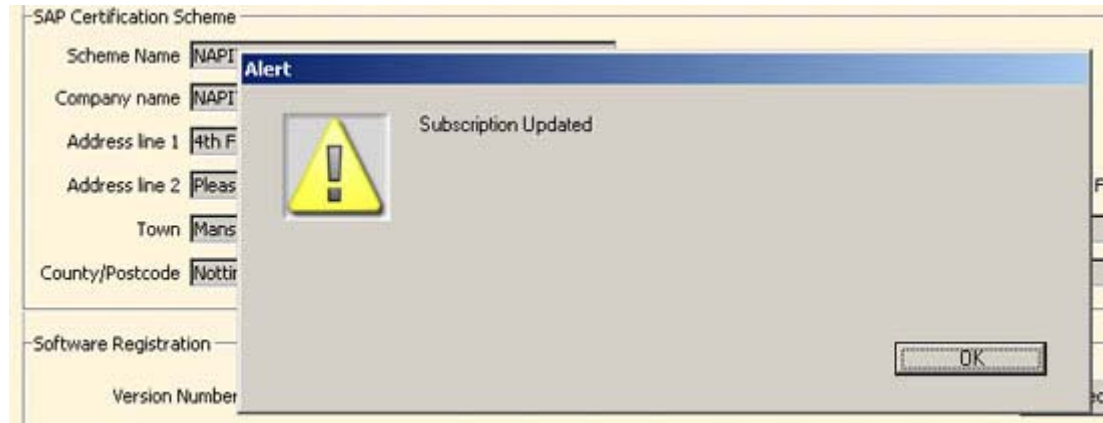 SAP Certification Scheme
Scheme Name NAPI
Alert
Company name NAPI
Subscription Updated
Address line 1 4th F
Address line 2 Pleas
F
Town Mans
County/Postcode Nottin
Software Registration
OK
Version Number